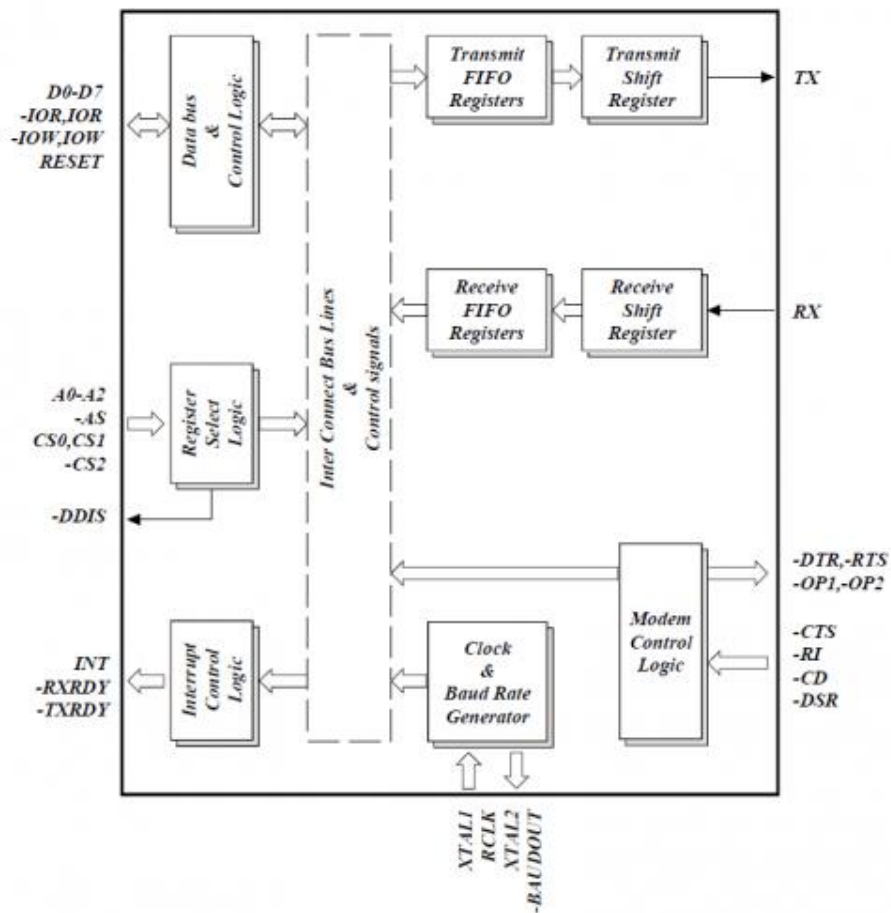 D0-D7
-IOR,IOR
-IOW,IOW
RESET
Data bus
&
Control Logic
Transmit
FIFO
Registers
Transmit
Shift
Register
TX
Receive
FIFO
Registers
Receive
Shift
Register
RX
Inter Connect Bus Lines
&
Control signals
A0-A2
-AS
CS0,CS1
-CS2
Register
Select
Logic
-DDIS
-DTR,-RTS
-OP1,-OP2
Modem
Control
Logic
-CTS
-RI
-CD
-DSR
INT
-RXRDY
-TXRDY
Interrupt
Control
Logic
Clock
&
Baud Rate
Generator
XTAL1
RCLK
XTAL2
-BAUDOUT